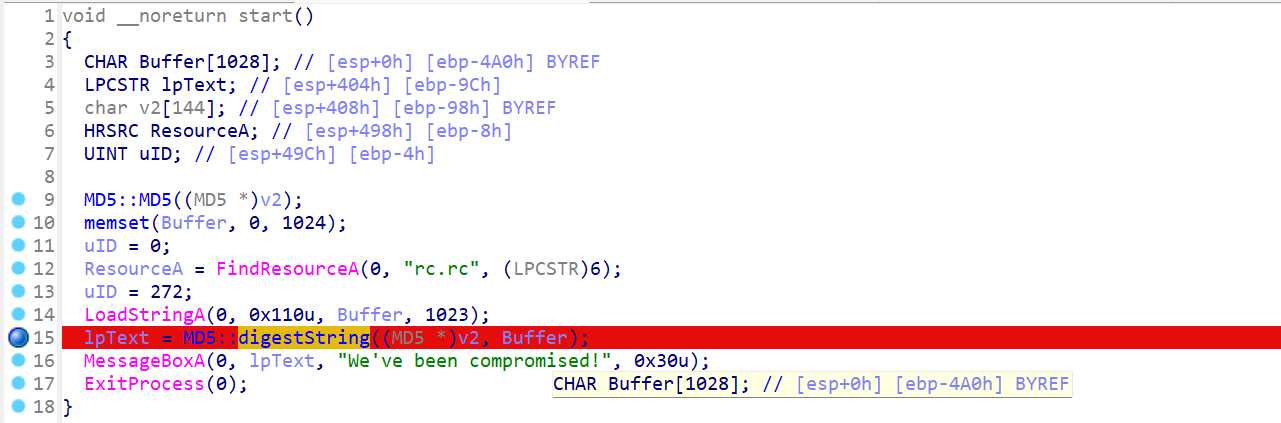 1 void __noreturn start()
2 {
3   CHAR Buffer[1028]; // [esp+0h] [ebp-4A0h] BYREF
4   LPCSTR lpText; // [esp+404h] [ebp-9Ch]
5   char v2[144]; // [esp+408h] [ebp-98h] BYREF
6   HRSRC ResourceA; // [esp+498h] [ebp-8h]
7   UINT uID; // [esp+49Ch] [ebp-4h]
8
9   MD5::MD5((MD5 *)v2);
10   memset(Buffer, 0, 1024);
11   uID = 0;
12   ResourceA = FindResourceA(0, "rc.rc", (LPCSTR)6);
13   uID = 272;
14   LoadStringA(0, 0x110u, Buffer, 1023);
15   lpText = MD5::digestString((MD5 *)v2, Buffer);
16   MessageBoxA(0, lpText, "We've been compromised!", 0x30u);
17   ExitProcess(0);
CHAR Buffer[1028]; // [esp+0h] [ebp-4A0h] BYREF
18 }